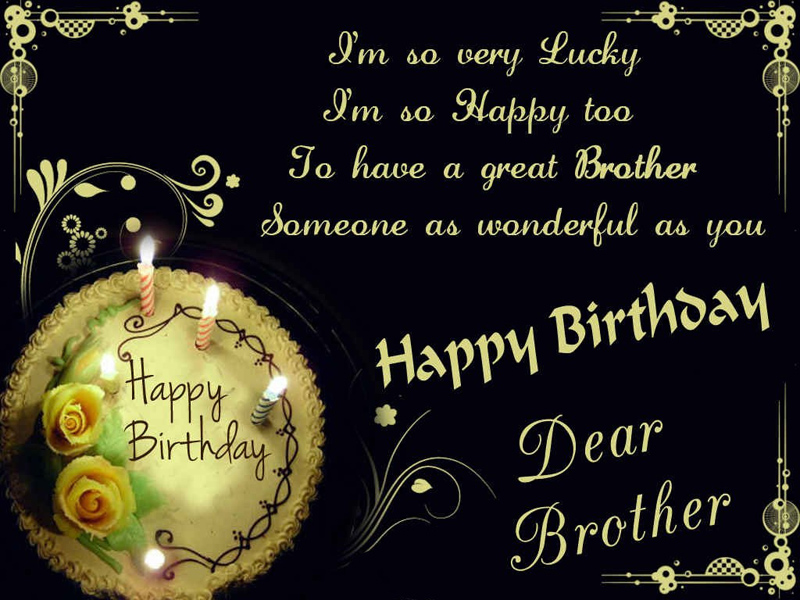 I'm so very Lucky
I'm so Happy too
To have a great Brother
Someone as wonderful as you
Happy Birthday
Dear
Brother
Happy
Birthday